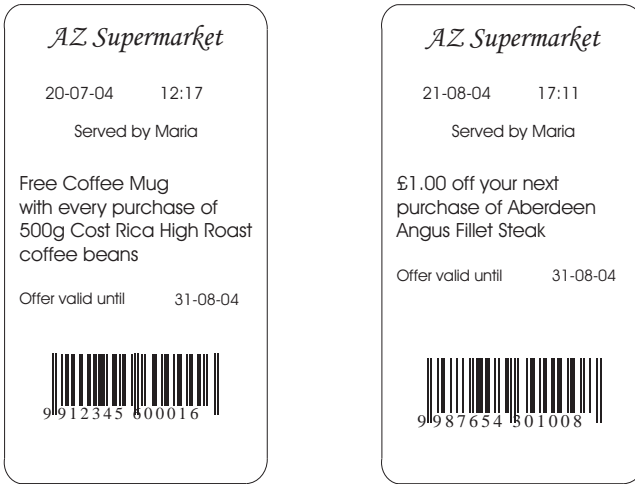 AZ Supermarket
20-07-04 12:17
Served by Maria
Free Coffee Mug
with every purchase of
500g Cost Rica High Roast
coffee beans
Offer valid until 31-08-04
9 912345 600016
AZ Supermarket
21-08-04 17:11
Served by Maria
£1.00 off your next
purchase of Aberdeen
Angus Fillet Steak
Offer valid until 31-08-04
9 987654 301008